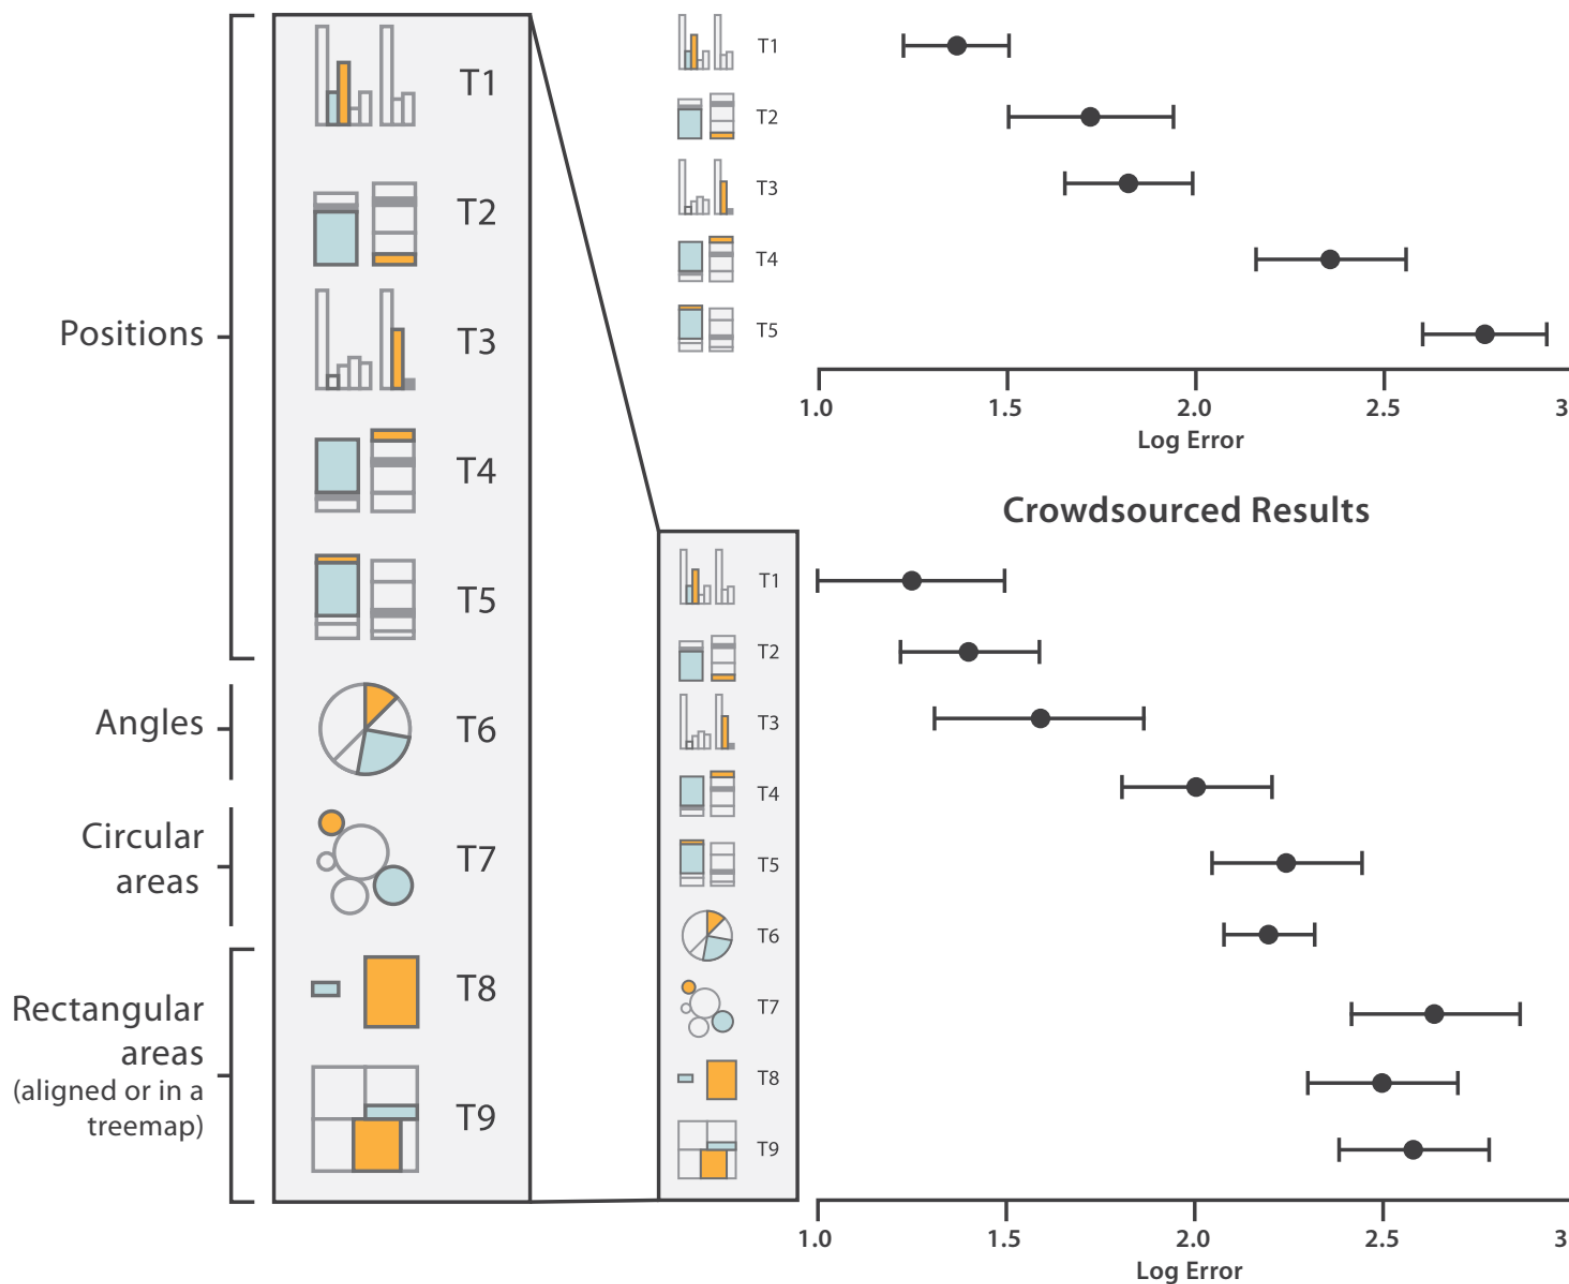 Positions
Angles
Circular
areas
Rectangular
areas
(aligned or in a
treemap)
T1
T2
T3
T4
T5
T6
T7
T8
T9
T1
T2
T3
T4
T5
1.0 1.5 2.0 2.5 3
Log Error
Crowdsourced Results
T1
T2
T3
T4
T5
T6
T7
T8
T9
1.0 1.5 2.0 2.5 3
Log Error